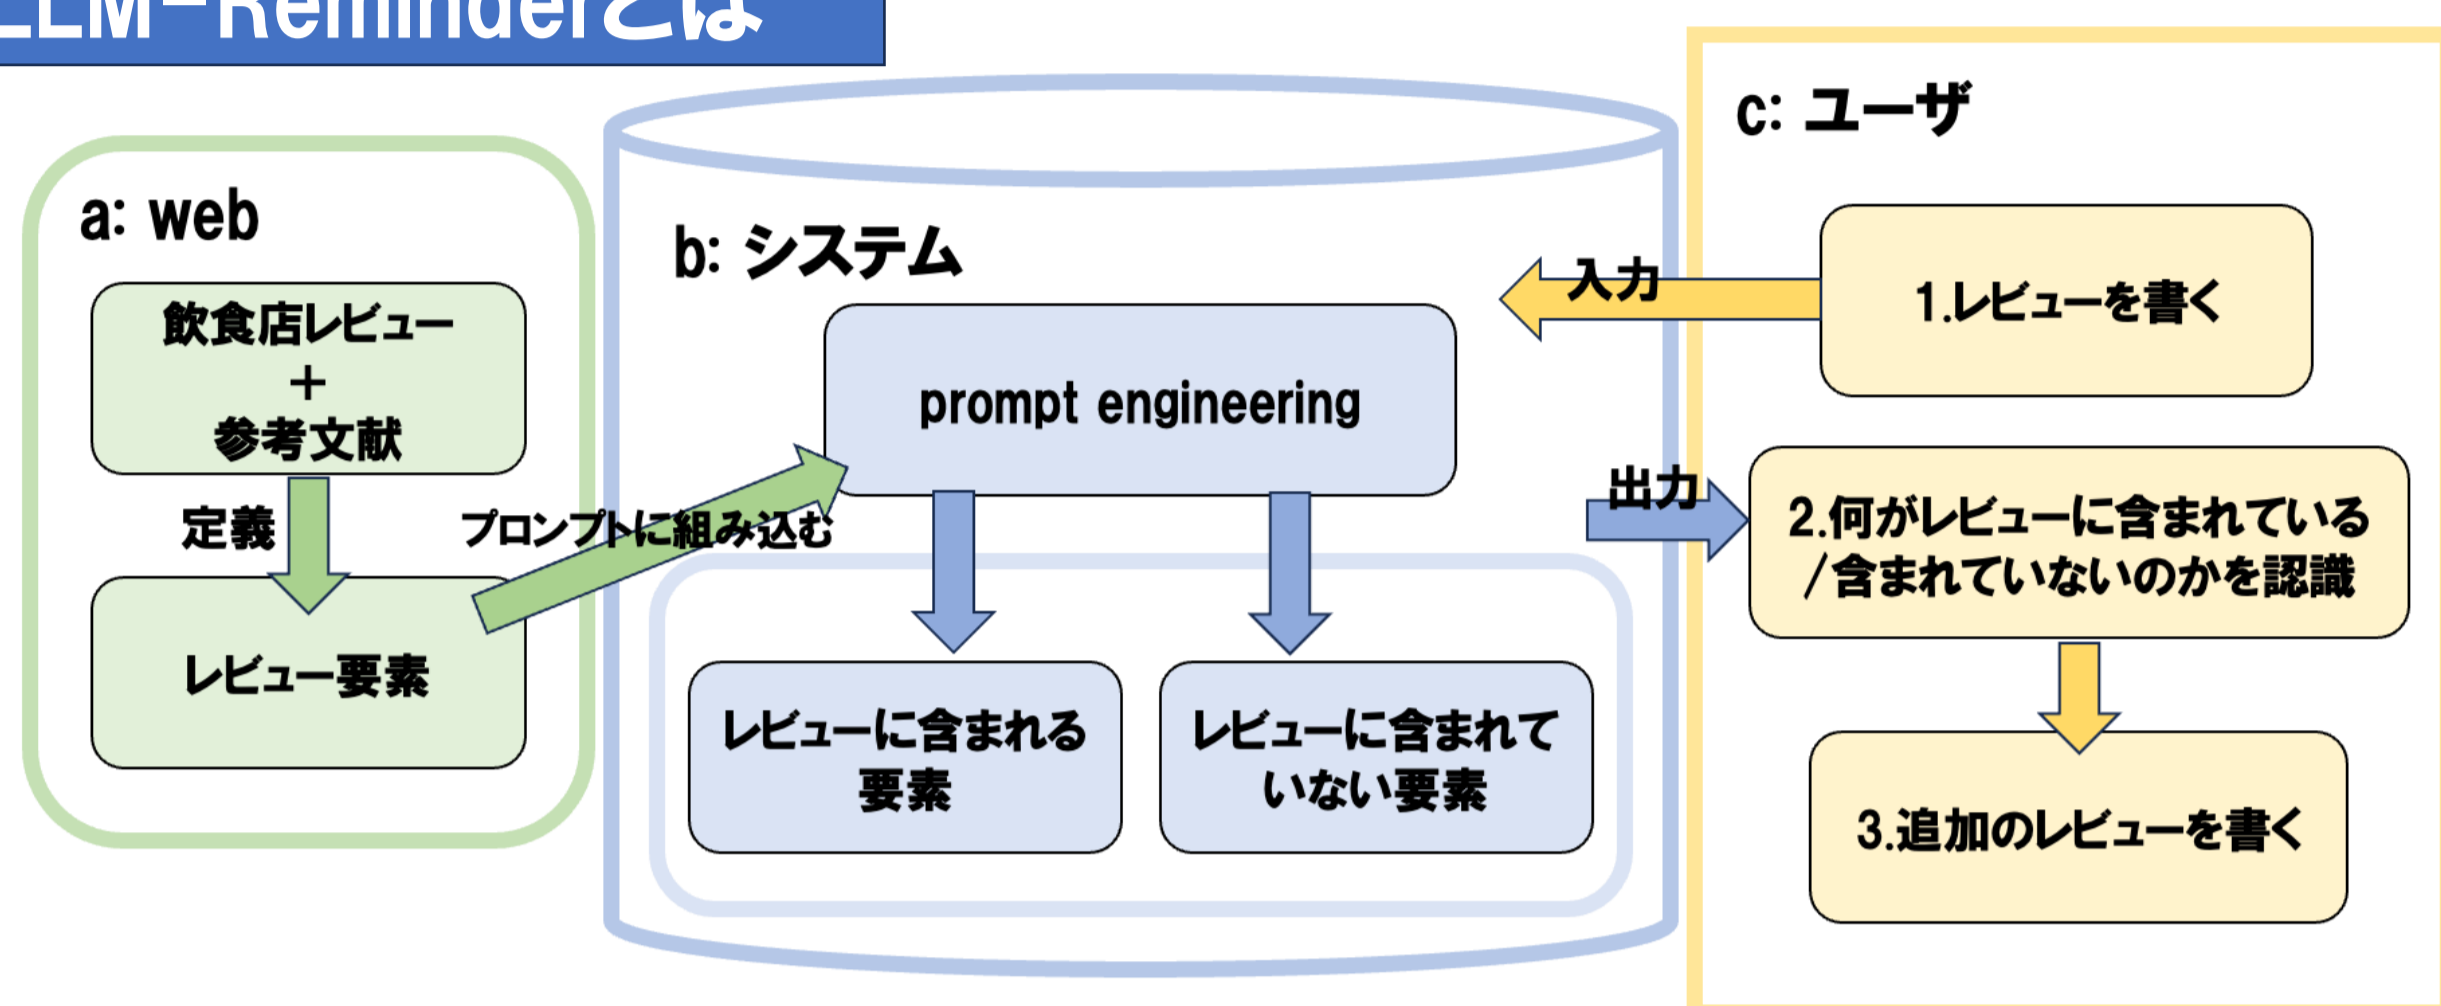 LLM-Reminderとは
a: web
飲食店レビュー
+
参考文献
定義
レビュー要素
プロンプトに組み込む
b: システム
prompt engineering
レビューに含まれる
要素
レビューに含まれて
いない要素
入力
出力
c: ユーザ
1.レビューを書く
2.何がレビューに含まれている
/含まれていないのかを認識
3.追加のレビューを書く